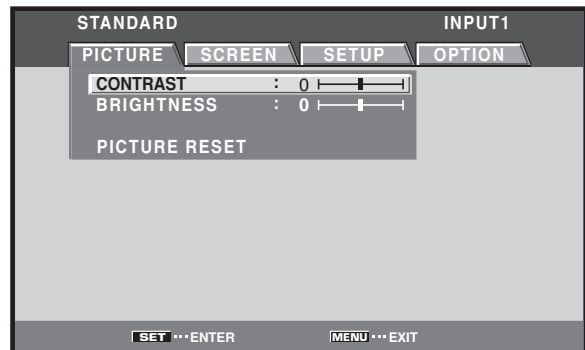 STANDARD INPUT1
PICTURE SCREEN SETUP OPTION
CONTRAST : 0
BRIGHTNESS : 0
PICTURE RESET
SET ··· ENTER MENU ··· EXIT